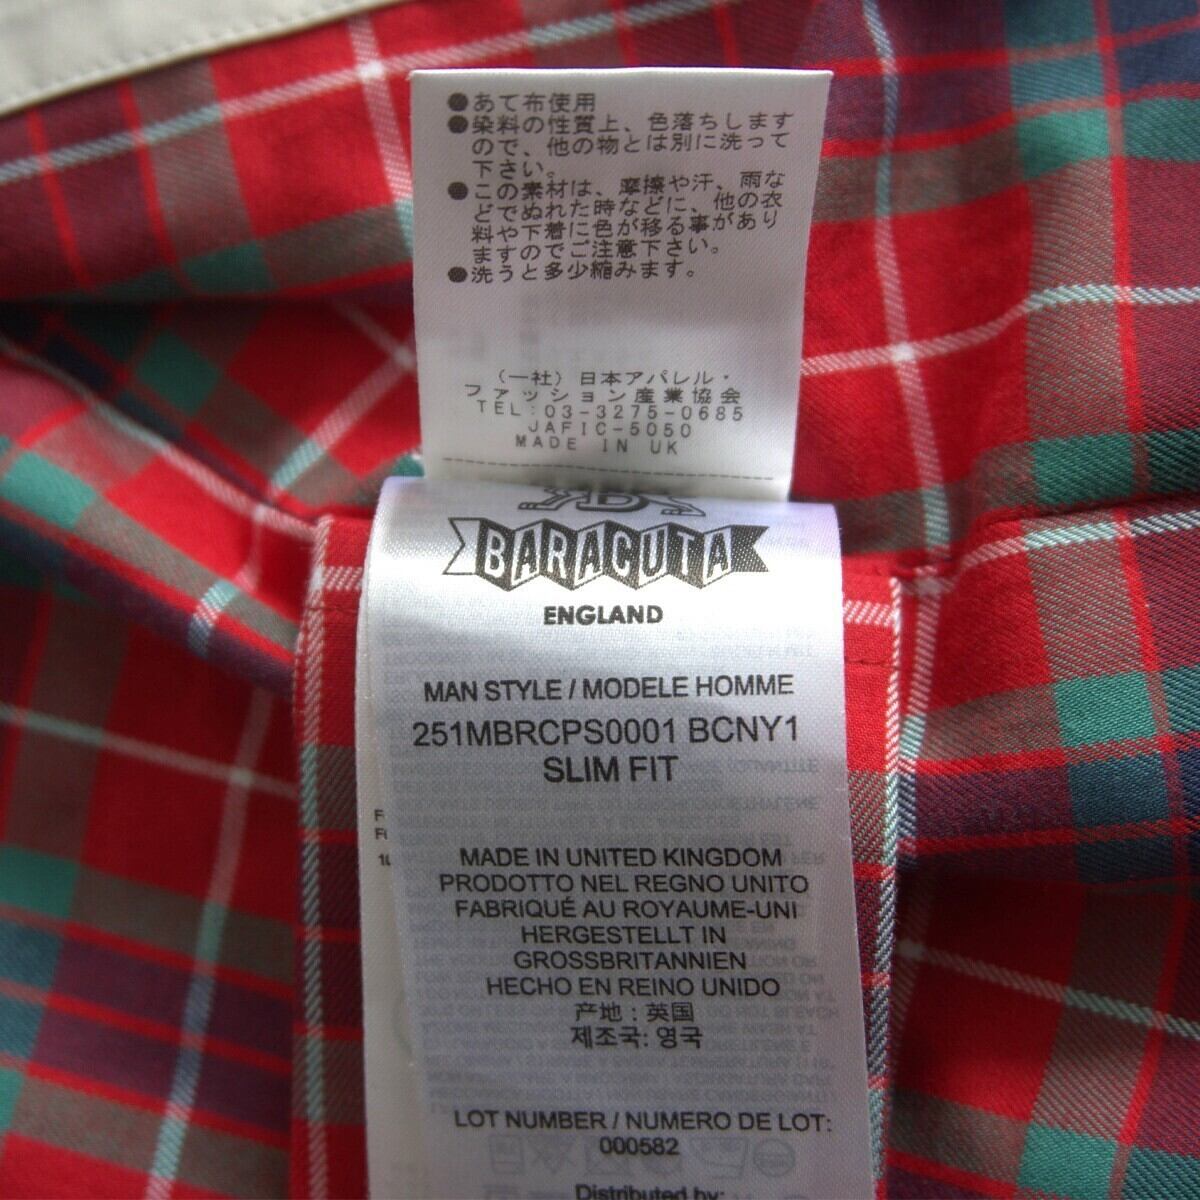 ●あて布使用
●染料の性質上、色落ちします
ので、他の物とは別に洗って
下さい。
●この素材は、摩擦や汗、雨な
どでぬれた時などに、他の衣
料や下着に色が移る事があり
ますのでご注意下さい。
●洗うと多少縮みます。
(一社)日本アパレル・
ファッション産業協会
TEL:03-3275-0685
JAFIC-5050
MADE IN UK
BARACUTA
ENGLAND
MAN STYLE / MODELE HOMME
251MBRCPS0001 BCNY1
SLIM FIT
MADE IN UNITED KINGDOM
PRODOTTO NEL REGNO UNITO
FABRIQUÉ AU ROYAUME-UNI
HERGESTELLT IN
GROSSBRITANNIEN
HECHO EN REINO UNIDO
产地: 英国
제조국: 영국
LOT NUMBER / NUMERO DE LOT:
000582
Distributed by: